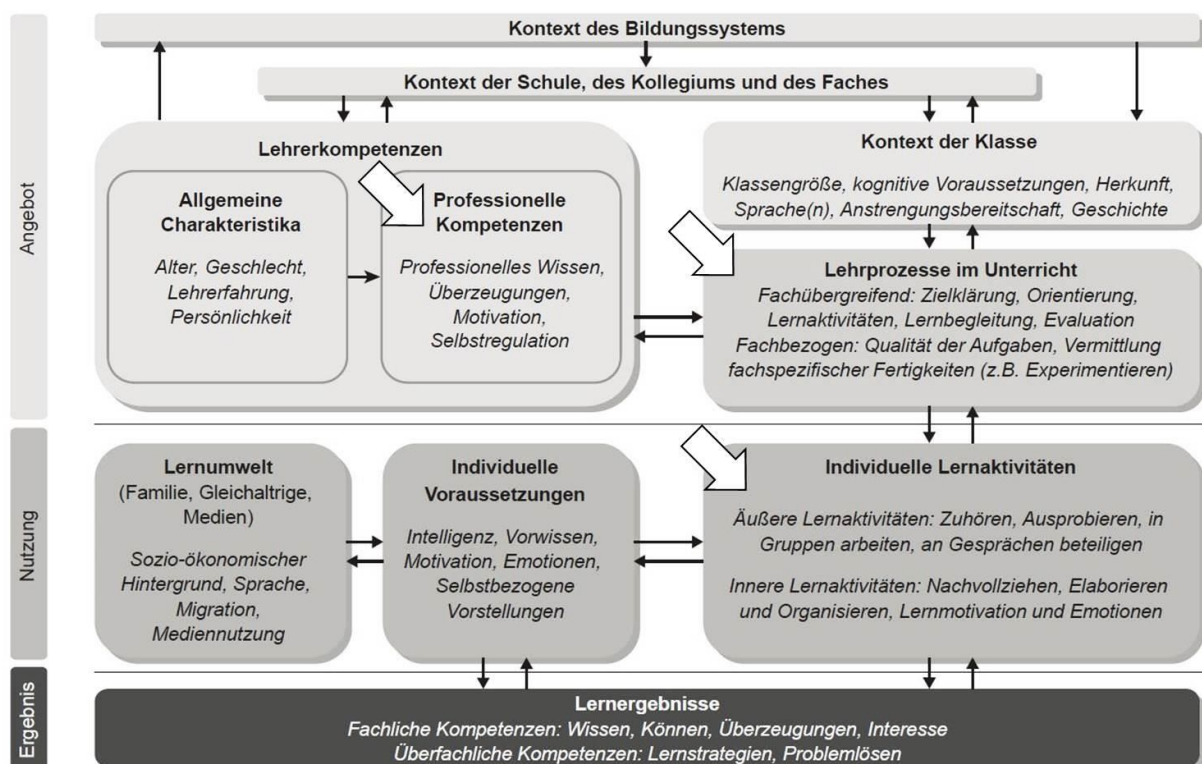 Angebot
Kontext des Bildungssystems
Kontext der Schule, des Kollegiums und des Faches
Lehrerkompetenzen
Allgemeine
Charakteristika
Alter, Geschlecht,
Lehrerfahrung,
Persönlichkeit
Professionelle
Kompetenzen
Professionelles Wissen,
Überzeugungen,
Motivation,
Selbstregulation
Kontext der Klasse
Klassengröße, kognitive Voraussetzungen, Herkunft,
Sprache(n), Anstrengungsbereitschaft, Geschichte
Lehrprozesse im Unterricht
Fachübergreifend: Zielklärung, Orientierung,
Lernaktivitäten, Lernbegleitung, Evaluation
Fachbezogen: Qualität der Aufgaben, Vermittlung
fachspezifischer Fertigkeiten (z.B. Experimentieren)
Nutzung
Lernumwelt
(Familie, Gleichaltrige,
Medien)
Sozio-ökonomischer
Hintergrund, Sprache,
Migration,
Mediennutzung
Individuelle
Voraussetzungen
Intelligenz, Vorwissen,
Motivation, Emotionen,
Selbstbezogene
Vorstellungen
Individuelle Lernaktivitäten
Äußere Lernaktivitäten: Zuhören, Ausprobieren, in
Gruppen arbeiten, an Gesprächen beteiligen
Innere Lernaktivitäten: Nachvollziehen, Elaborieren
und Organisieren, Lernmotivation und Emotionen
Ergebnis
Lernergebnisse
Fachliche Kompetenzen: Wissen, Können, Überzeugungen, Interesse
Überfachliche Kompetenzen: Lernstrategien, Problemlösen